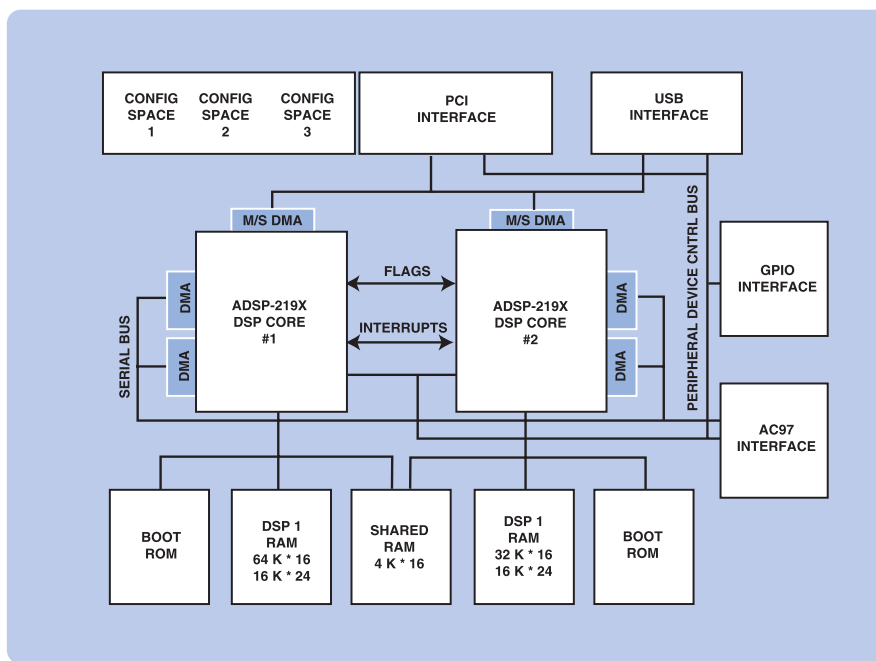 CONFIG
SPACE
1
CONFIG
SPACE
2
CONFIG
SPACE
3
PCI
INTERFACE
USB
INTERFACE
M/S DMA
M/S DMA
ADSP-219X
DSP CORE
#1
FLAGS
INTERRUPTS
ADSP-219X
DSP CORE
#2
DMA
DMA
SERIAL BUS
DMA
DMA
PERIPHERAL DEVICE CNTRL BUS
GPIO
INTERFACE
AC97
INTERFACE
BOOT
ROM
DSP 1
RAM
64 K * 16
16 K * 24
SHARED
RAM
4 K * 16
DSP 1
RAM
32 K * 16
16 K * 24
BOOT
ROM